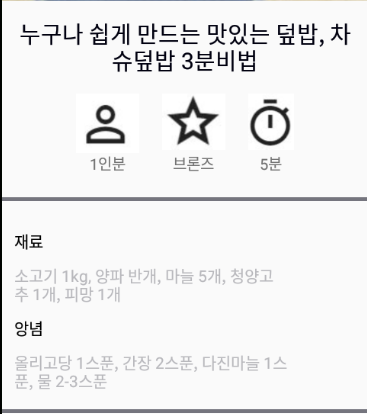 누구나 쉽게 만드는 맛있는 덮밥, 차
슈덮밥 3분비법
1인분
브론즈
5분
재료
소고기 1kg, 양파 반개, 마늘 5개, 청양고
추 1개, 피망 1개
양념
올리고당 1스푼, 간장 2스푼, 다진마늘 1스
푼, 물 2-3스푼